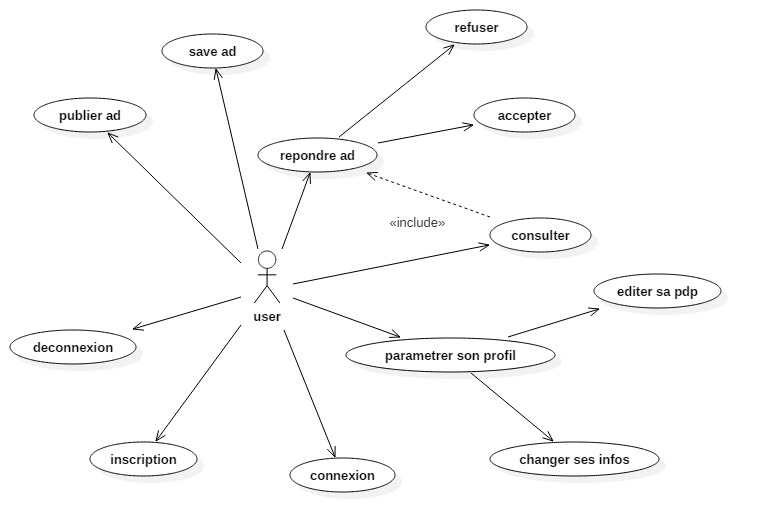 refuser
save ad
publier ad
accepter
repondre ad
«include»
consulter
editer sa pdp
user
deconnexion
parametrer son profil
inscription
changer ses infos
connexion